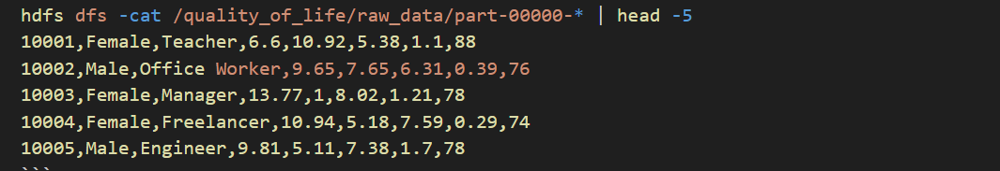 hdfs dfs -cat /quality_of_life/raw_data/part-00000-* | head -5
10001,Female,Teacher,6.6,10.92,5.38,1.1,88
10002,Male,Office Worker,9.65,7.65,6.31,0.39,76
10003,Female,Manager,13.77,1,8.02,1.21,78
10004,Female,Freelancer,10.94,5.18,7.59,0.29,74
10005,Male,Engineer,9.81,5.11,7.38,1.7,78
```